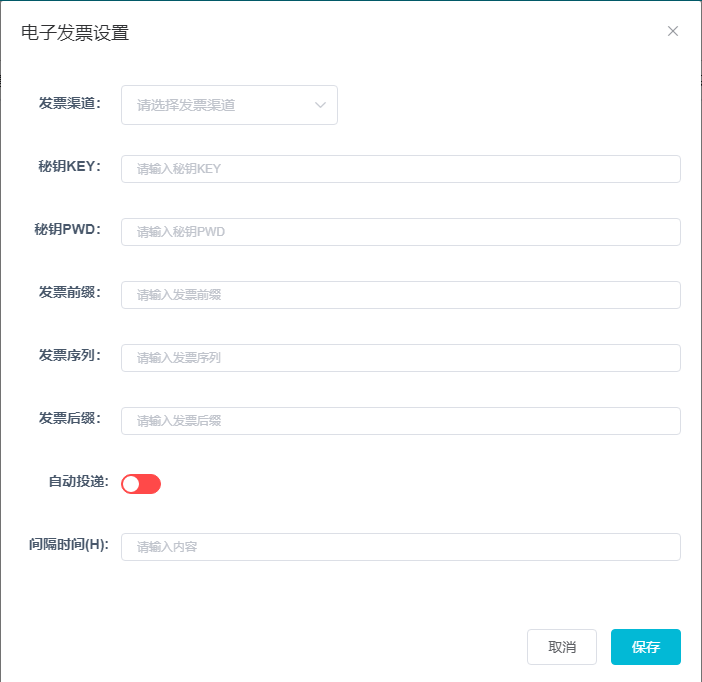 电子发票设置
发票渠道： 请选择发票渠道
秘钥KEY： 请输入秘钥KEY
秘钥PWD： 请输入秘钥PWD
发票前缀： 请输入发票前缀
发票序列： 请输入发票序列
发票后缀： 请输入发票后缀
自动投递:
间隔时间(H): 请输入内容
取消 保存